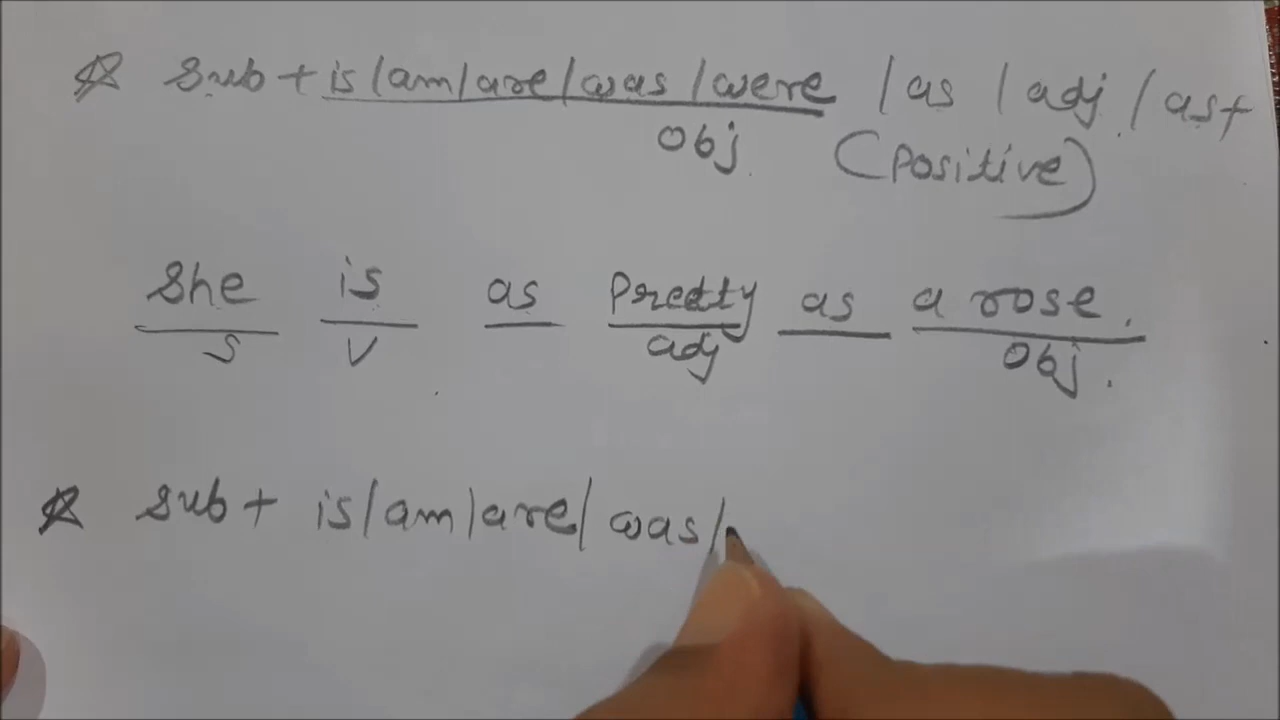 ☆ Sub + is/am/are/was/were / as / adj / as+
obj. (Positive)
She is as Pretty as a rose.
S V adj obj.
☆ Sub + is/am/are/was/